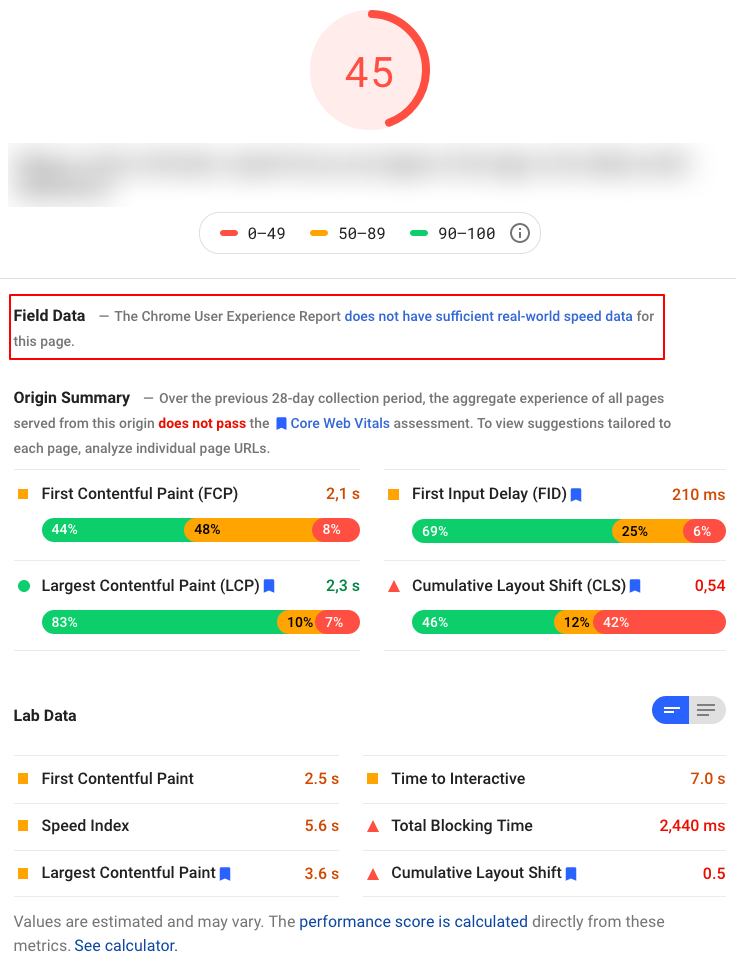 45
0–49 50–89 90–100
Field Data — The Chrome User Experience Report does not have sufficient real-world speed data for
this page.
Origin Summary — Over the previous 28-day collection period, the aggregate experience of all pages
served from this origin does not pass the Core Web Vitals assessment. To view suggestions tailored to
each page, analyze individual page URLs.
First Contentful Paint (FCP) 2,1 s
44% 48% 8%
First Input Delay (FID) 210 ms
69% 25% 6%
Largest Contentful Paint (LCP) 2,3 s
83% 10% 7%
Cumulative Layout Shift (CLS) 0,54
46% 12% 42%
Lab Data
First Contentful Paint 2.5 s
Time to Interactive 7.0 s
Speed Index 5.6 s
Total Blocking Time 2,440 ms
Largest Contentful Paint 3.6 s
Cumulative Layout Shift 0.5
Values are estimated and may vary. The performance score is calculated directly from these
metrics. See calculator.